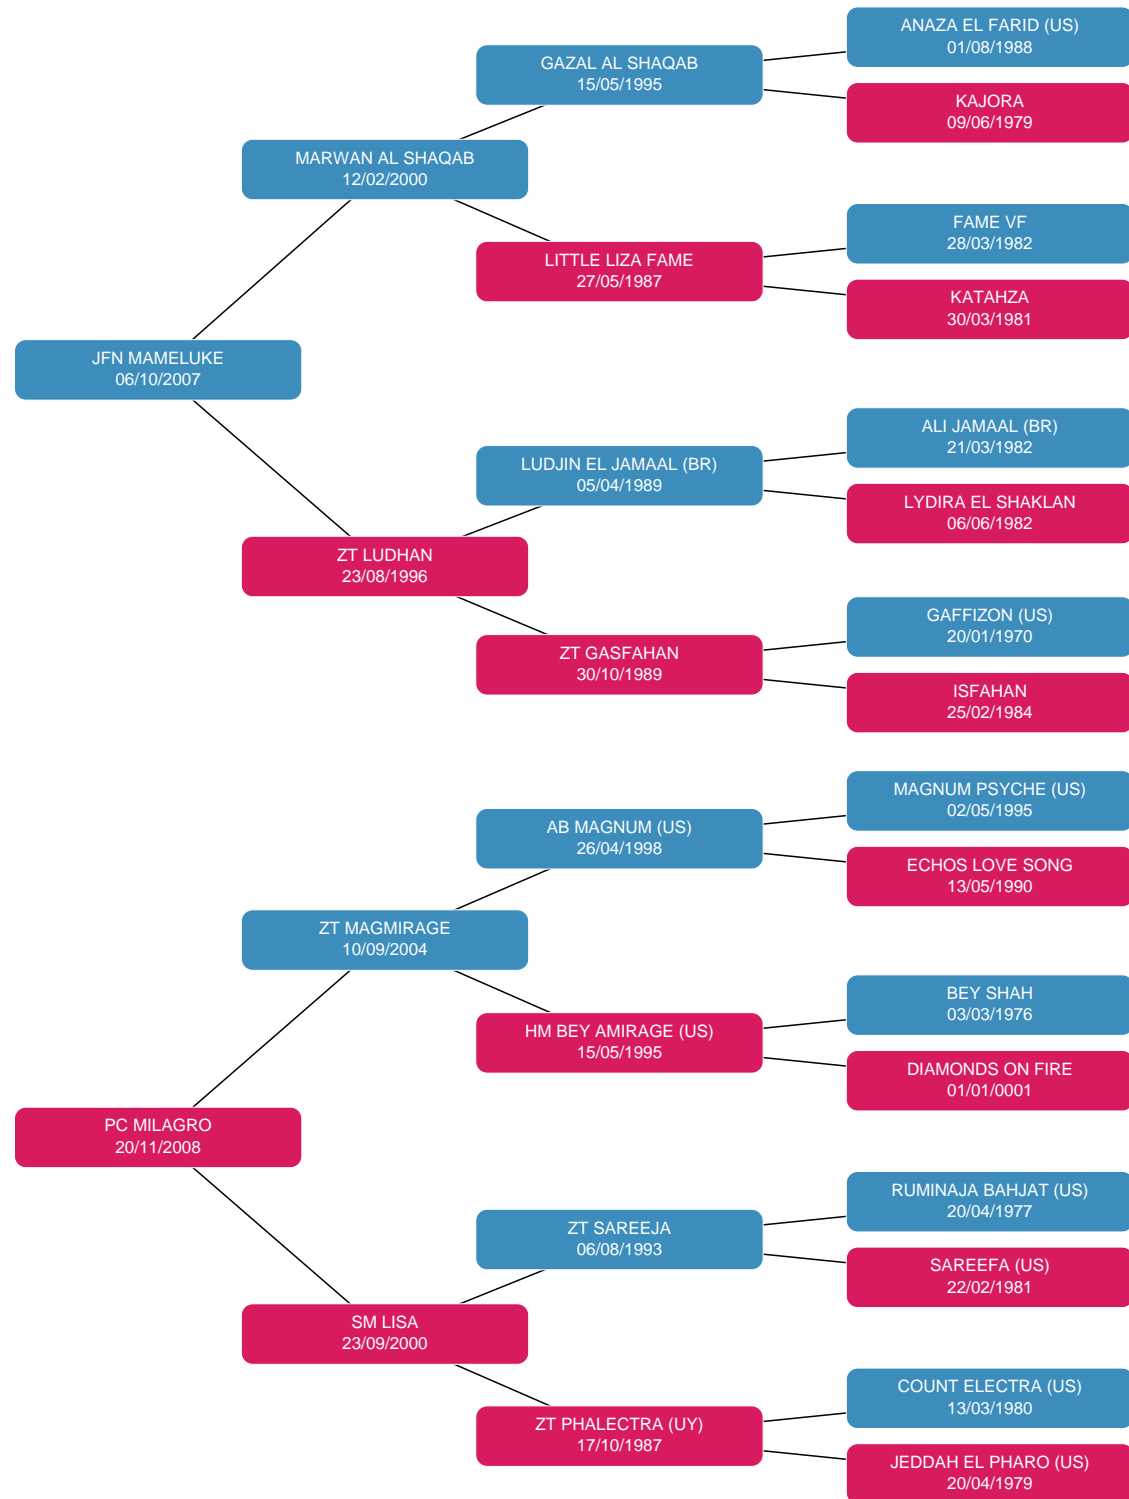 ANAZA EL FARID (US)
01/08/1988
GAZAL AL SHAQAB
15/05/1995
KAJORA
09/06/1979
MARWAN AL SHAQAB
12/02/2000
FAME VF
28/03/1982
LITTLE LIZA FAME
27/05/1987
KATAHZA
30/03/1981
JFN MAMELUKE
06/10/2007
ALI JAMAAL (BR)
21/03/1982
LUDJIN EL JAMAAL (BR)
05/04/1989
LYDIRA EL SHAKLAN
06/06/1982
ZT LUDHAN
23/08/1996
GAFFIZON (US)
20/01/1970
ZT GASFAHAN
30/10/1989
ISFAHAN
25/02/1984
MAGNUM PSYCHE (US)
02/05/1995
AB MAGNUM (US)
26/04/1998
ECHOS LOVE SONG
13/05/1990
ZT MAGMIRAGE
10/09/2004
BEY SHAH
03/03/1976
HM BEY AMIRAGE (US)
15/05/1995
DIAMONDS ON FIRE
01/01/0001
PC MILAGRO
20/11/2008
RUMINAJA BAHJAT (US)
20/04/1977
ZT SAREEJA
06/08/1993
SAREEFA (US)
22/02/1981
SM LISA
23/09/2000
COUNT ELECTRA (US)
13/03/1980
ZT PHALECTRA (UY)
17/10/1987
JEDDAH EL PHARO (US)
20/04/1979